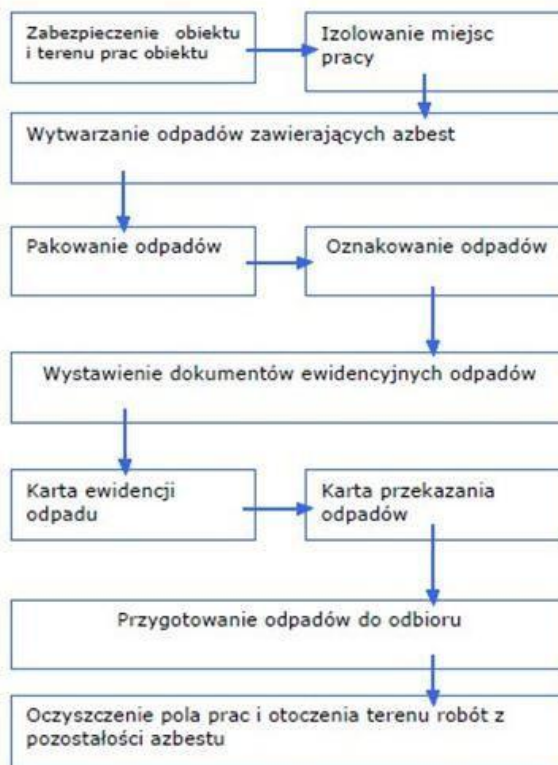 Zabezpieczenie obiektu
i terenu prac obiektu
Izolowanie miejsc
pracy
Wytwarzanie odpadów zawierających azbest
Pakowanie odpadów
Oznakowanie odpadów
Wystawienie dokumentów ewidencyjnych odpadów
Karta ewidencji
odpadu
Karta przekazania
odpadów
Przygotowanie odpadów do odbioru
Oczyszczenie pola prac i otoczenia terenu robót z
pozostałości azbestu